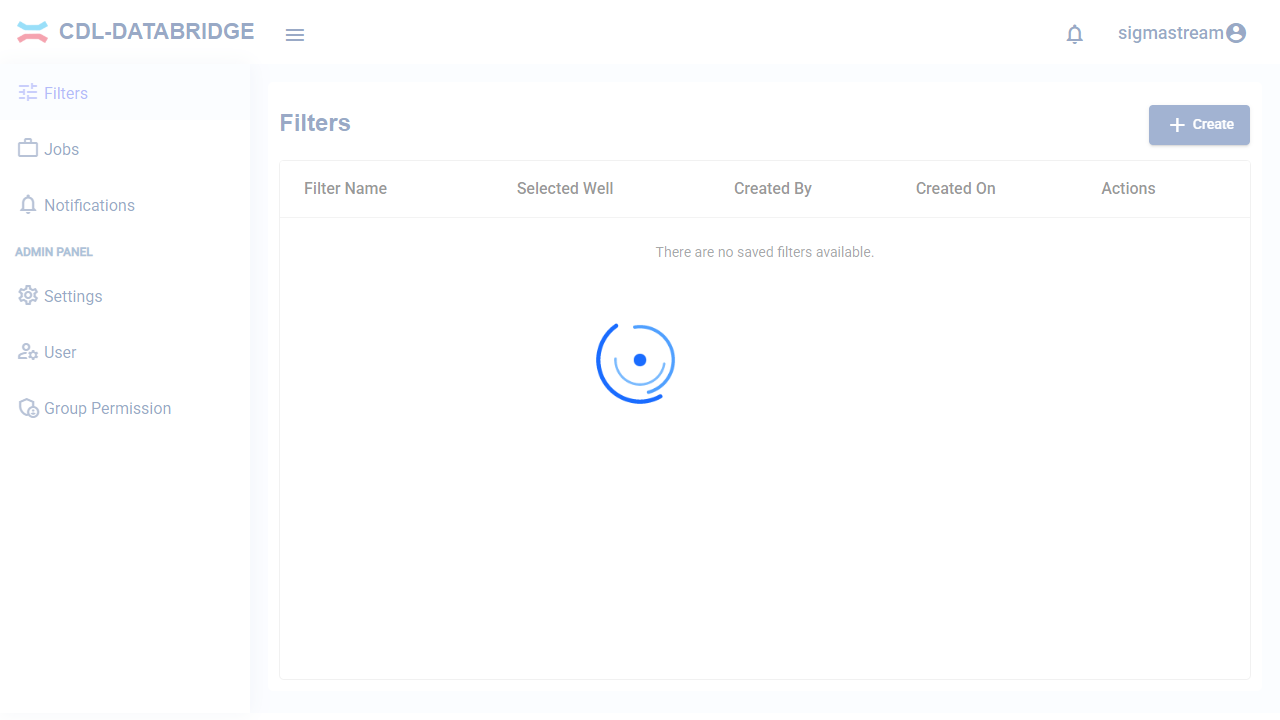 CDL-DATABRIDGE
sigmastream
Filters
Jobs
Notifications
ADMIN PANEL
Settings
User
Group Permission
Filters
Create
Filter Name Selected Well Created By Created On Actions
There are no saved filters available.